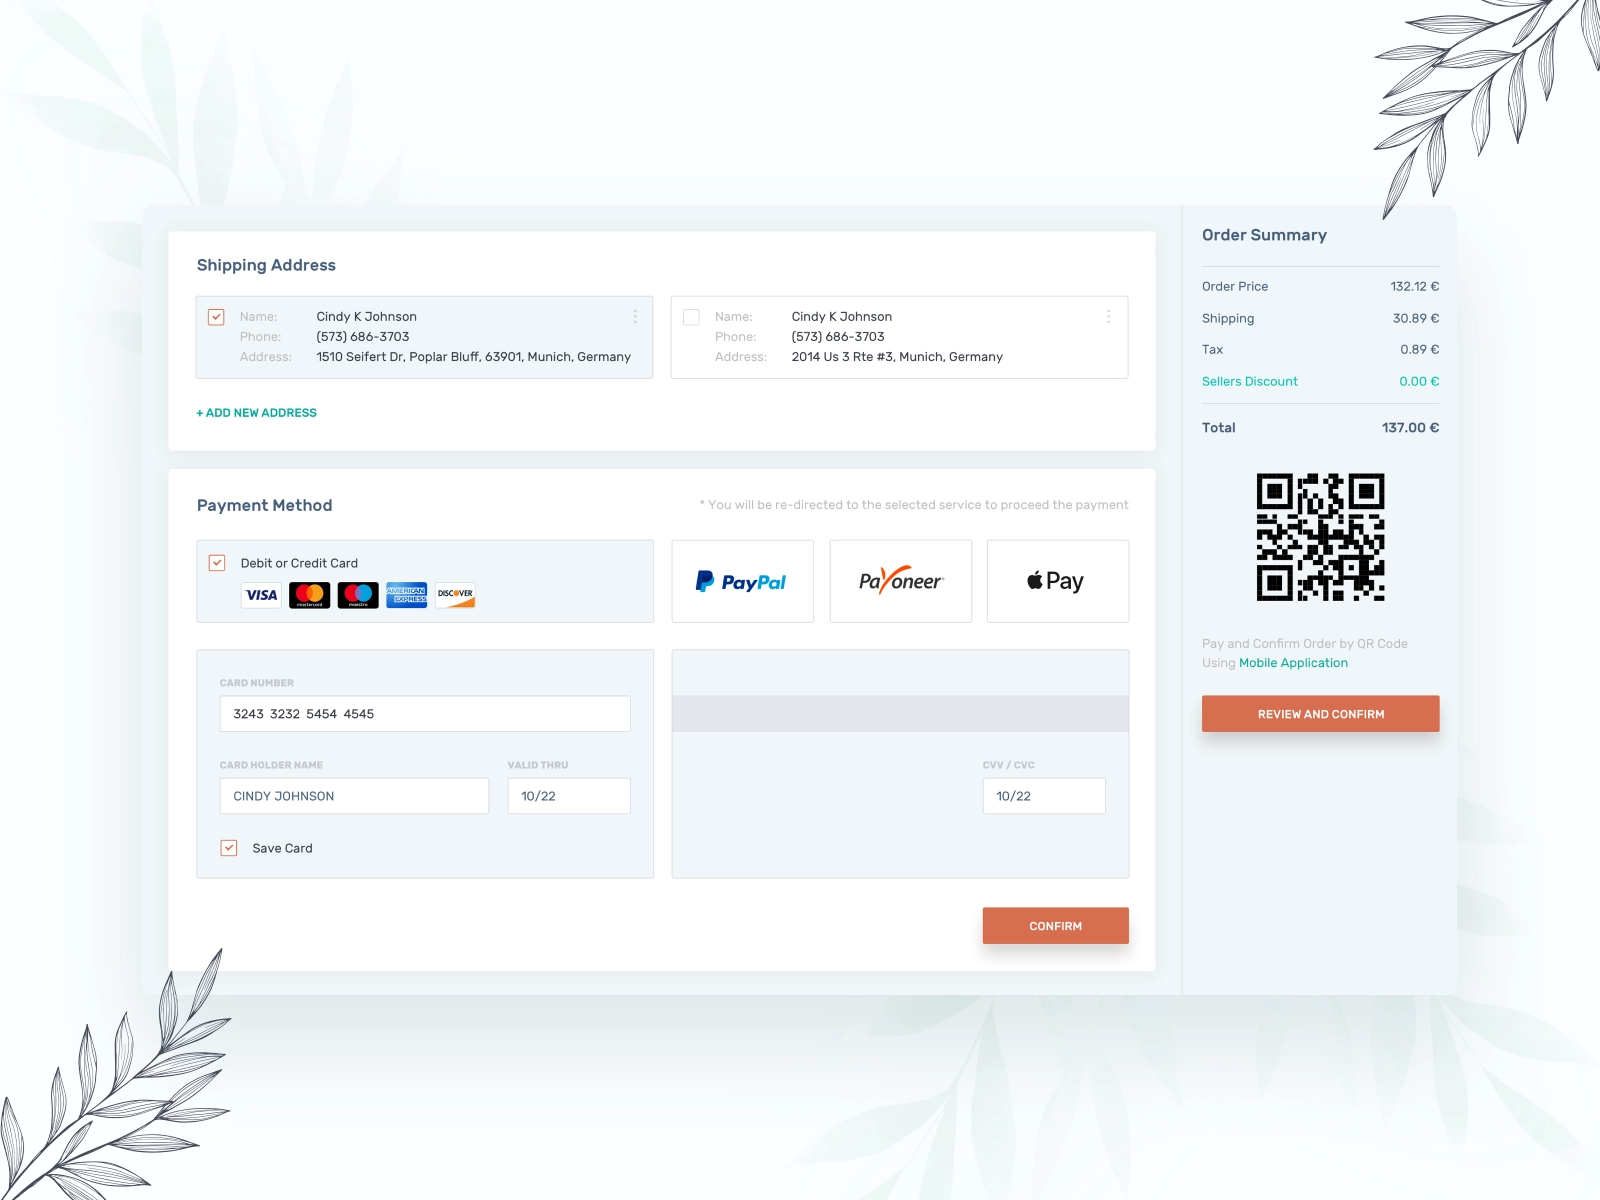 Shipping Address
Name: Cindy K Johnson
Phone: (573) 686-3703
Address: 1510 Seifert Dr, Poplar Bluff, 63901, Munich, Germany
Name: Cindy K Johnson
Phone: (573) 686-3703
Address: 2014 Us 3 Rte #3, Munich, Germany
+ ADD NEW ADDRESS
Payment Method
* You will be re-directed to the selected service to proceed the payment
Debit or Credit Card
VISA mastercard maestro AMERICAN EXPRESS DISCOVER
PayPal
Payoneer
Pay
CARD NUMBER
3243 3232 5454 4545
CARD HOLDER NAME VALID THRU
CINDY JOHNSON 10/22
Save Card
CVV / CVC
10/22
CONFIRM
Order Summary
Order Price 132.12 €
Shipping 30.89 €
Tax 0.89 €
Sellers Discount 0.00 €
Total 137.00 €
Pay and Confirm Order by QR Code
Using Mobile Application
REVIEW AND CONFIRM